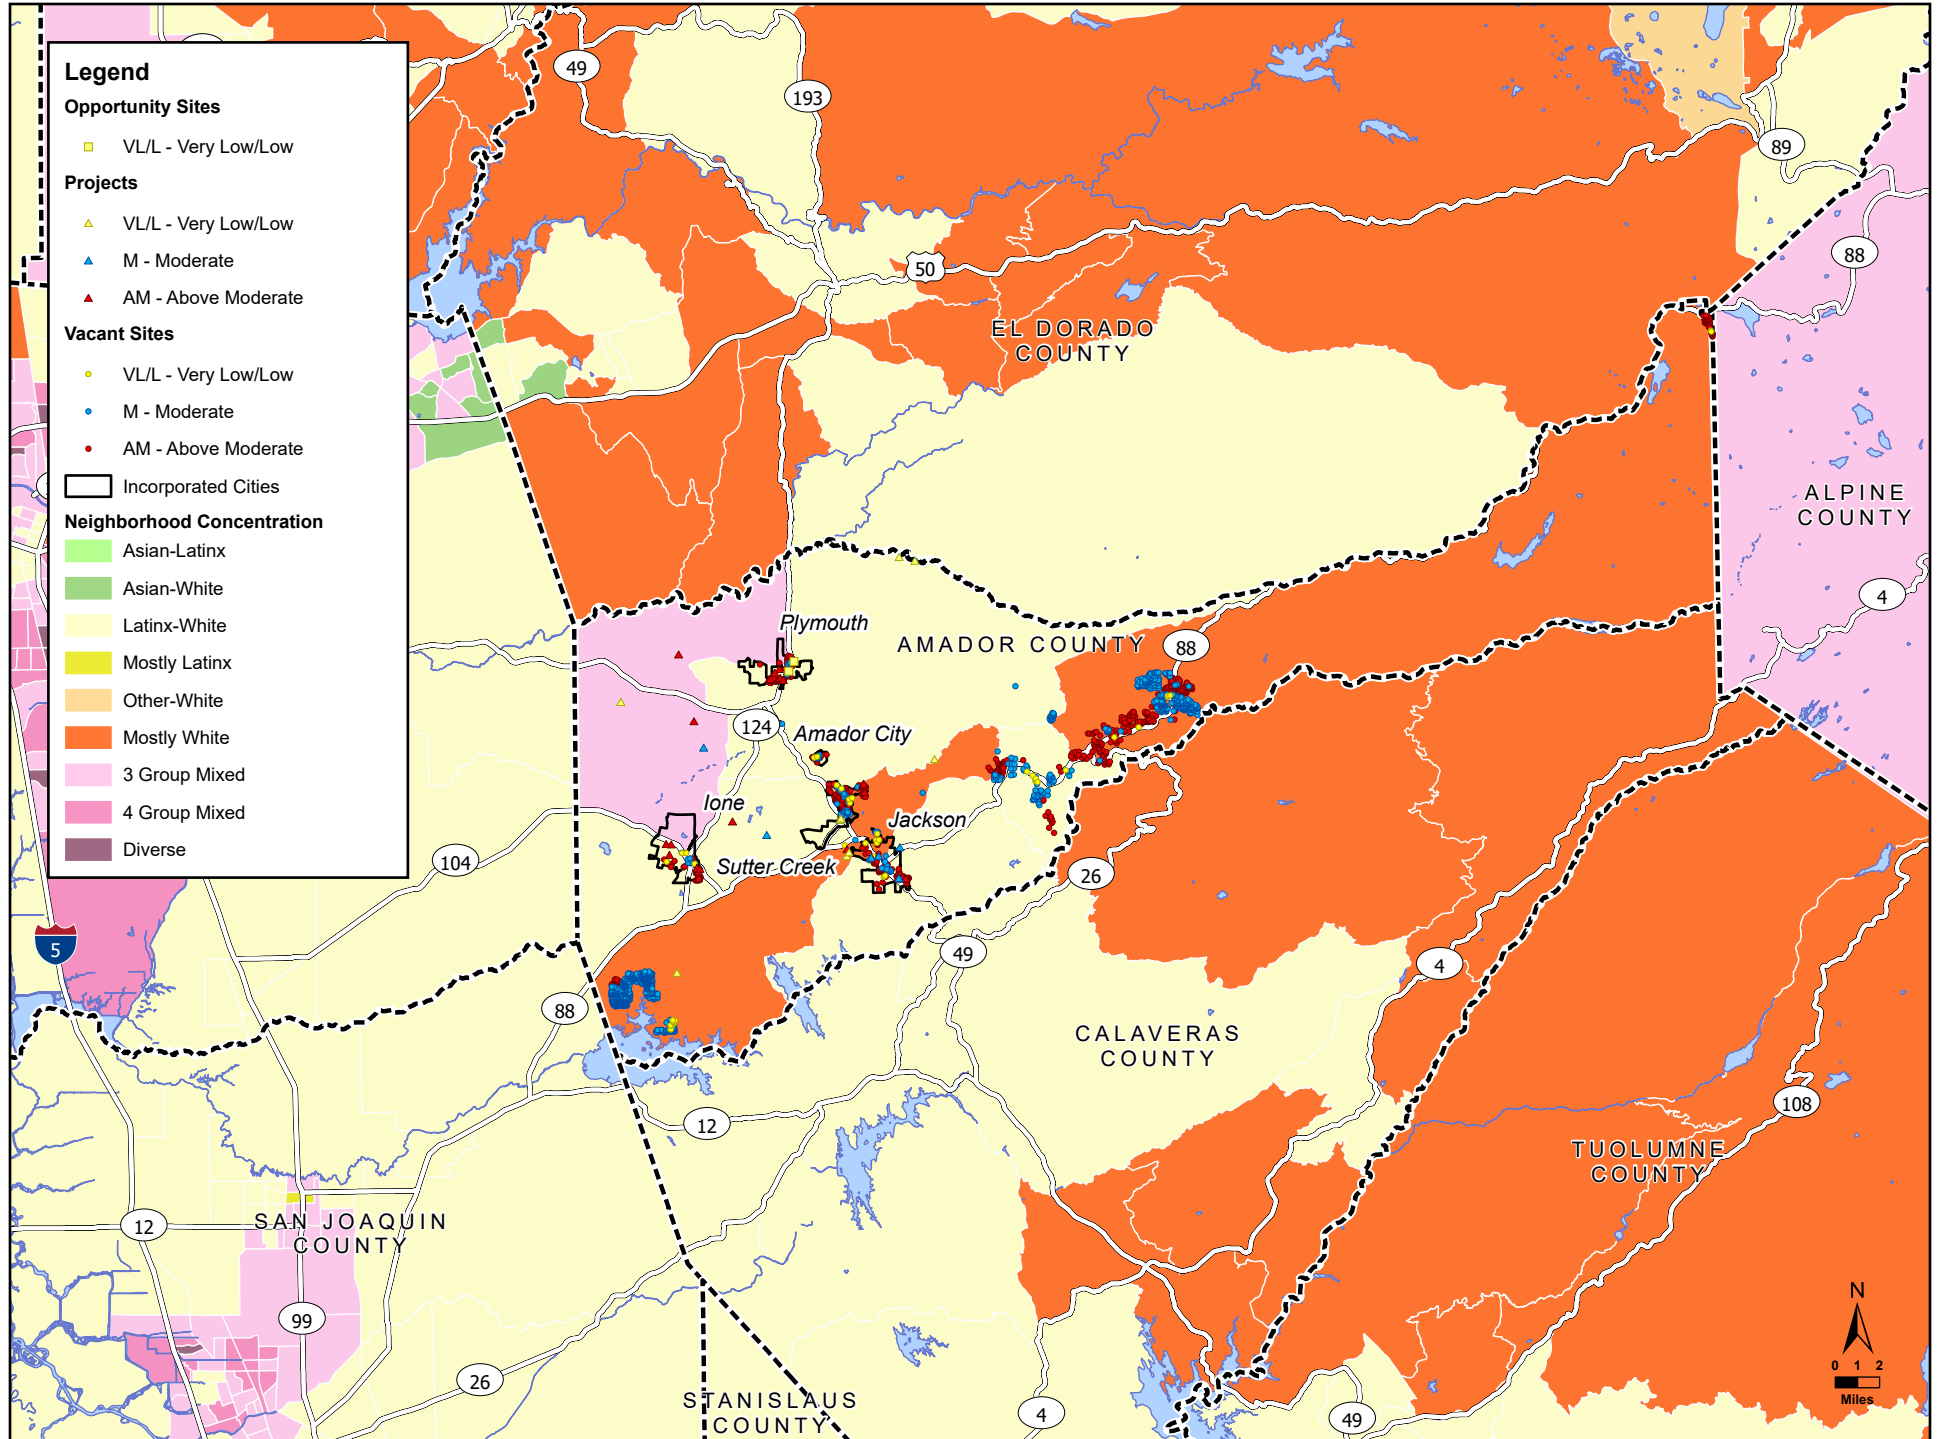 Legend
Opportunity Sites
VL/L - Very Low/Low
Projects
VL/L - Very Low/Low
M - Moderate
AM - Above Moderate
Vacant Sites
VL/L - Very Low/Low
M - Moderate
AM - Above Moderate
Incorporated Cities
Neighborhood Concentration
Asian-Latinx
Asian-White
Latinx-White
Mostly Latinx
Other-White
Mostly White
3 Group Mixed
4 Group Mixed
Diverse
49
193
89
88
50
EL DORADO
COUNTY
ALPINE
COUNTY
4
Plymouth
AMADOR COUNTY
88
124
Amador City
Ione
Jackson
Sutter Creek
104
26
5
49
4
88
CALAVERAS
COUNTY
12
108
TUOLUMNE
COUNTY
12
SAN JOAQUIN
COUNTY
99
26
STANISLAUS
COUNTY
4
49
N
0 1 2
Miles